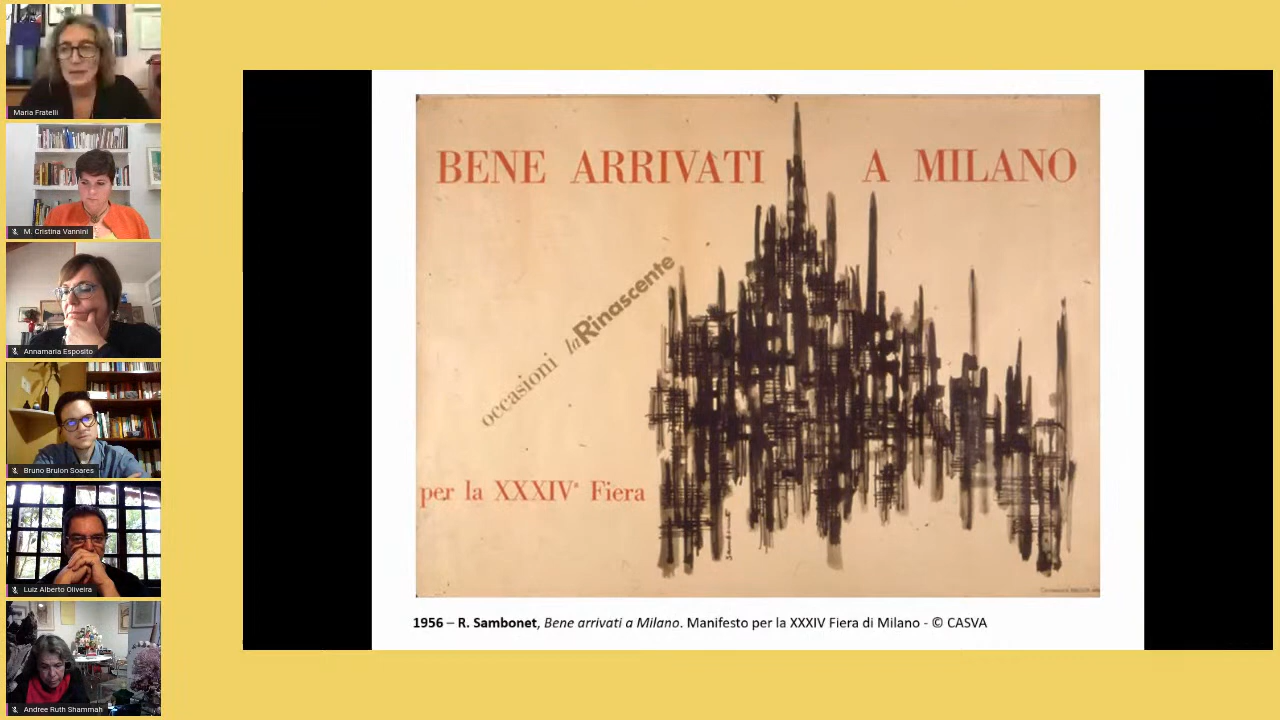 Maria Fratelli
M. Cristina Vannini
Annamaria Esposito
Bruno Brulon Soares
Luiz Alberto Oliveira
Andree Ruth Shammah
BENE ARRIVATI A MILANO
occasioni la Rinascente
per la XXXIVª Fiera
1956 – R. Sambonet, Bene arrivati a Milano. Manifesto per la XXXIV Fiera di Milano - © CASVA